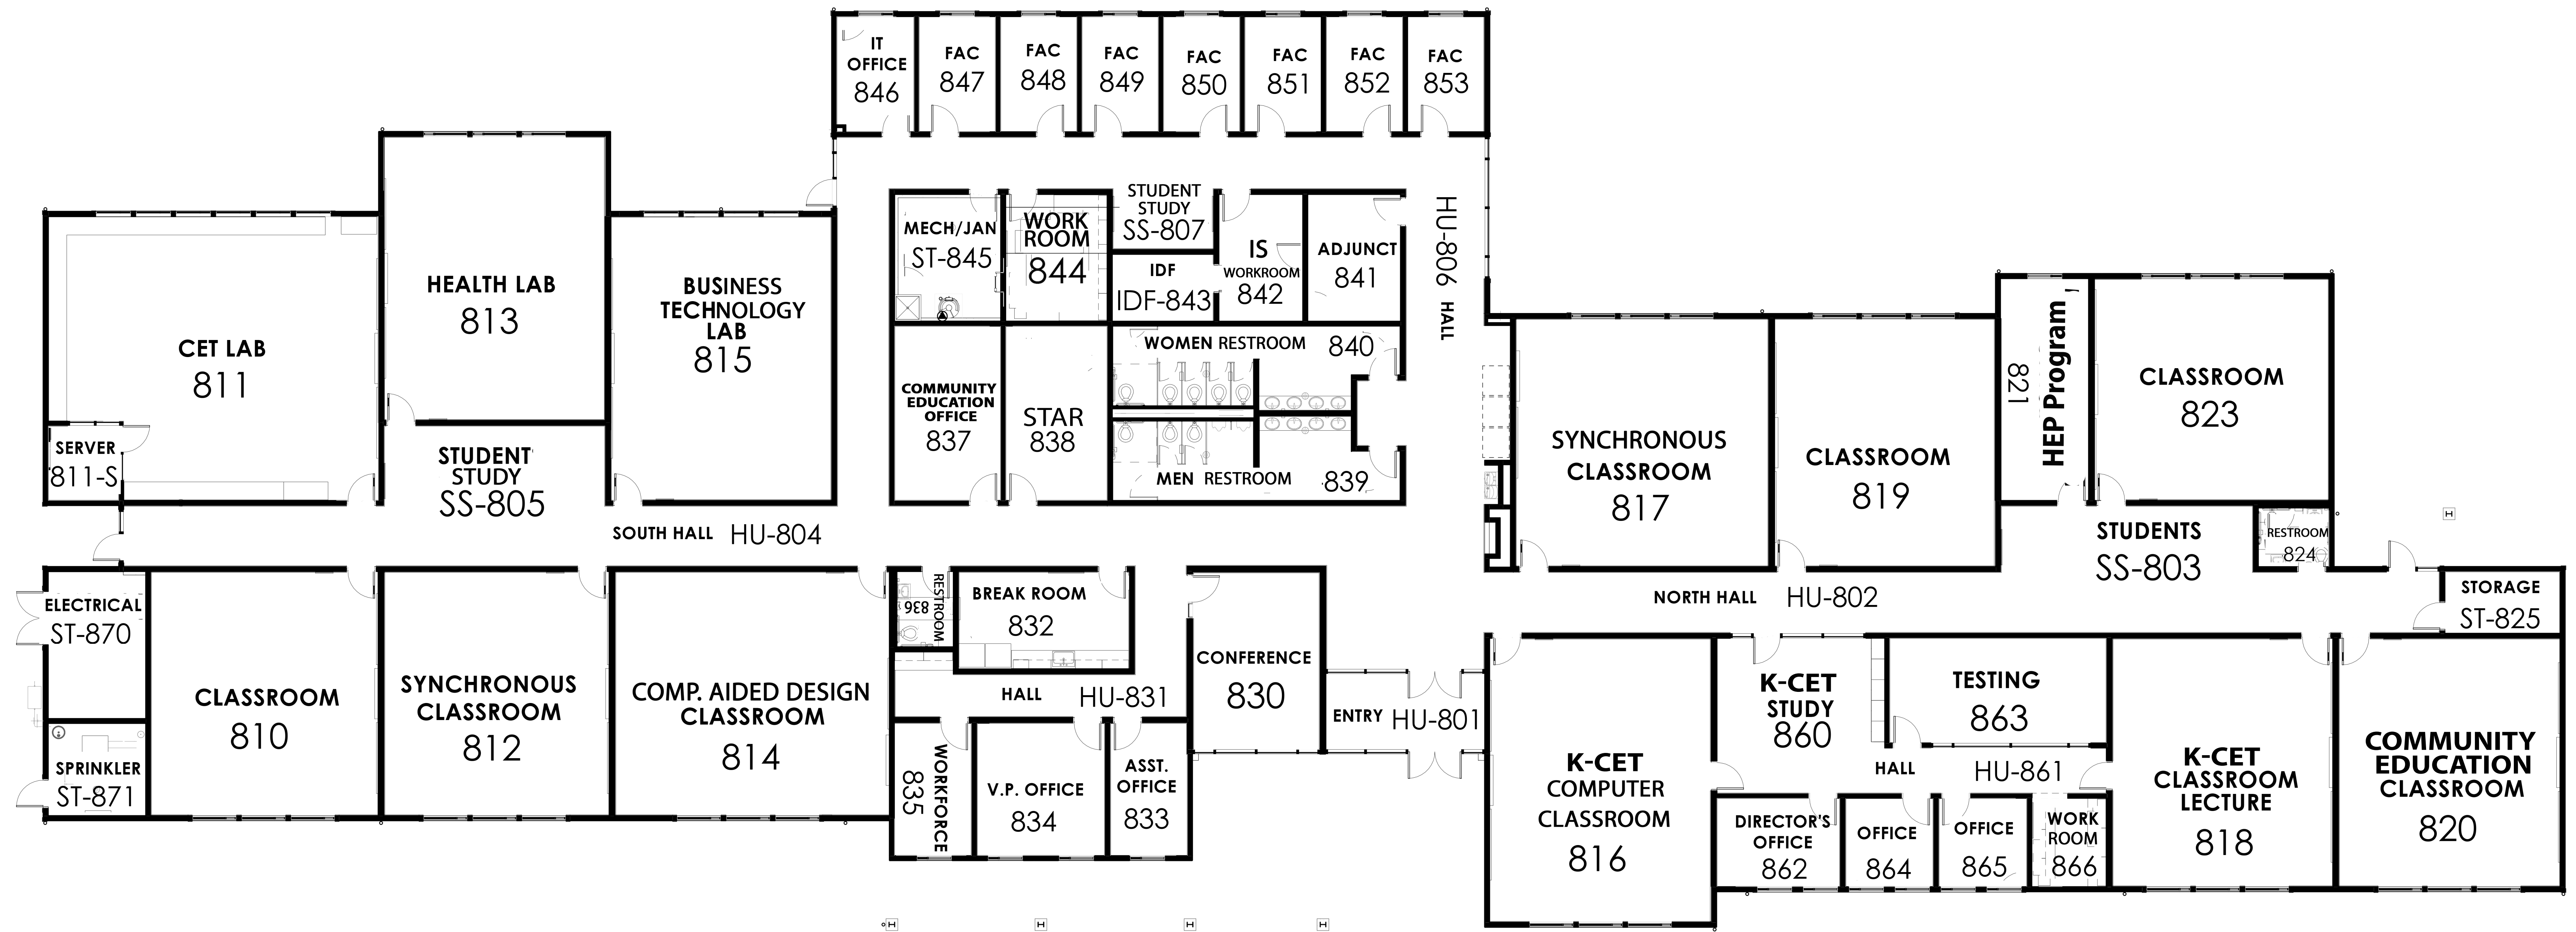 IT
OFFICE
846
FAC
847
FAC
848
FAC
849
FAC
850
FAC
851
FAC
852
FAC
853
HEALTH LAB
813
CET LAB
811
SERVER
811-S
STUDENT
STUDY
SS-805
BUSINESS
TECHNOLOGY
LAB
815
MECH/JAN
ST-845
WORK
ROOM
844
STUDENT
STUDY
SS-807
IDF
IDF-843
IS
WORKROOM
842
ADJUNCT
841
HU-806 HALL
COMMUNITY
EDUCATION
OFFICE
837
STAR
838
WOMEN RESTROOM 840
MEN RESTROOM 839
SYNCHRONOUS
CLASSROOM
817
CLASSROOM
819
821
HEP Program
CLASSROOM
823
STUDENTS
SS-803
RESTROOM
824
SOUTH HALL HU-804
NORTH HALL HU-802
STORAGE
ST-825
ELECTRICAL
ST-870
SPRINKLER
ST-871
CLASSROOM
810
SYNCHRONOUS
CLASSROOM
812
COMP. AIDED DESIGN
CLASSROOM
814
RESTROOM
836
BREAK ROOM
832
HALL HU-831
WORKFORCE
835
V.P. OFFICE
834
ASST.
OFFICE
833
CONFERENCE
830
ENTRY HU-801
K-CET
COMPUTER
CLASSROOM
816
K-CET
STUDY
860
TESTING
863
HALL HU-861
DIRECTOR'S
OFFICE
862
OFFICE
864
OFFICE
865
WORK
ROOM
866
K-CET
CLASSROOM
LECTURE
818
COMMUNITY
EDUCATION
CLASSROOM
820